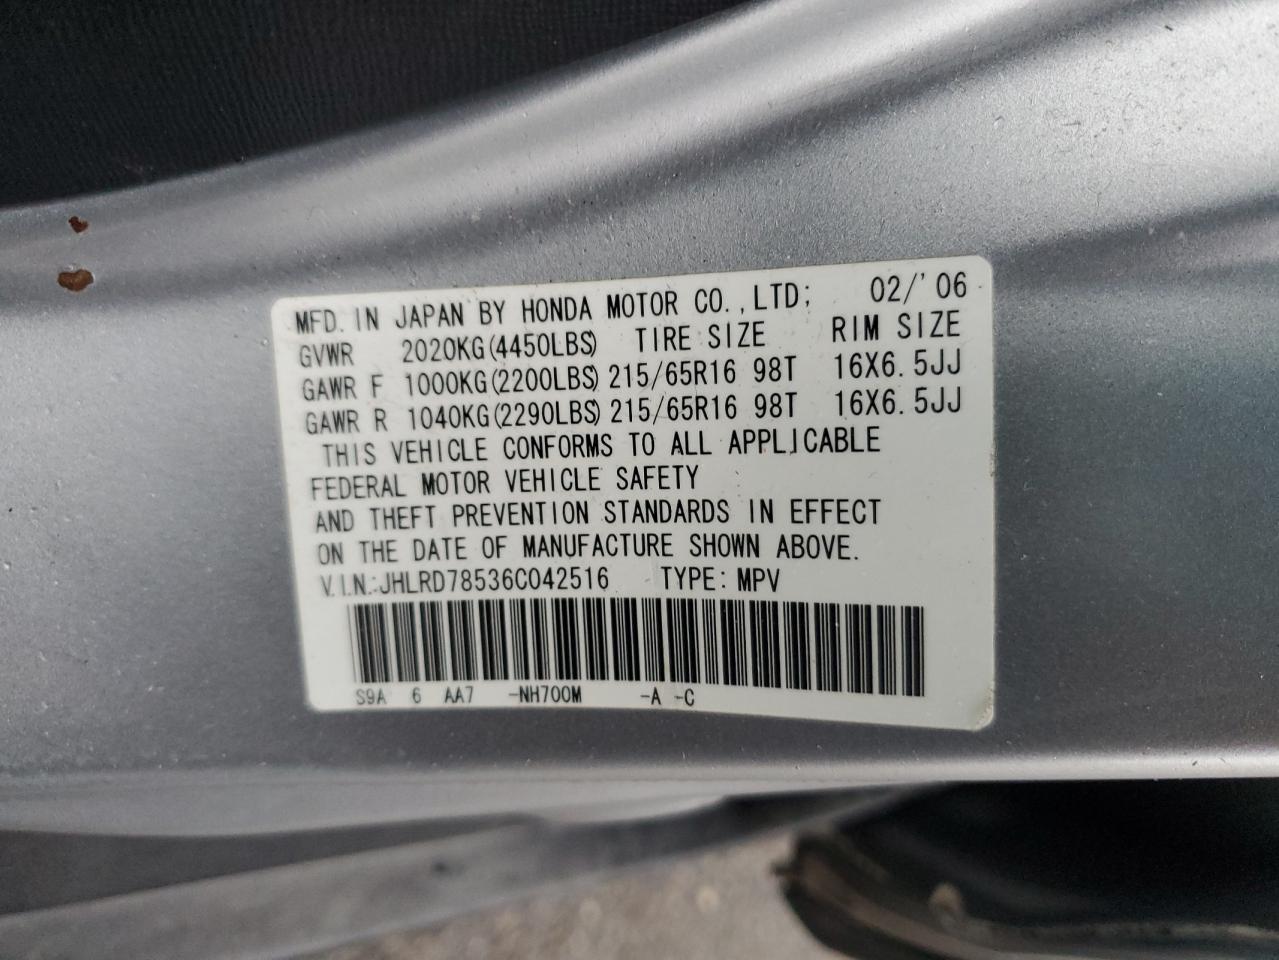 MFD. IN JAPAN BY HONDA MOTOR CO., LTD; 02/'06
GVWR 2020KG(4450LBS) TIRE SIZE RIM SIZE
GAWR F 1000KG(2200LBS) 215/65R16 98T 16X6.5JJ
GAWR R 1040KG(2290LBS) 215/65R16 98T 16X6.5JJ
THIS VEHICLE CONFORMS TO ALL APPLICABLE
FEDERAL MOTOR VEHICLE SAFETY
AND THEFT PREVENTION STANDARDS IN EFFECT
ON THE DATE OF MANUFACTURE SHOWN ABOVE.
V.I.N.:JHLRD78536C042516 TYPE: MPV
S9A 6 AA7 -NH700M -A -C